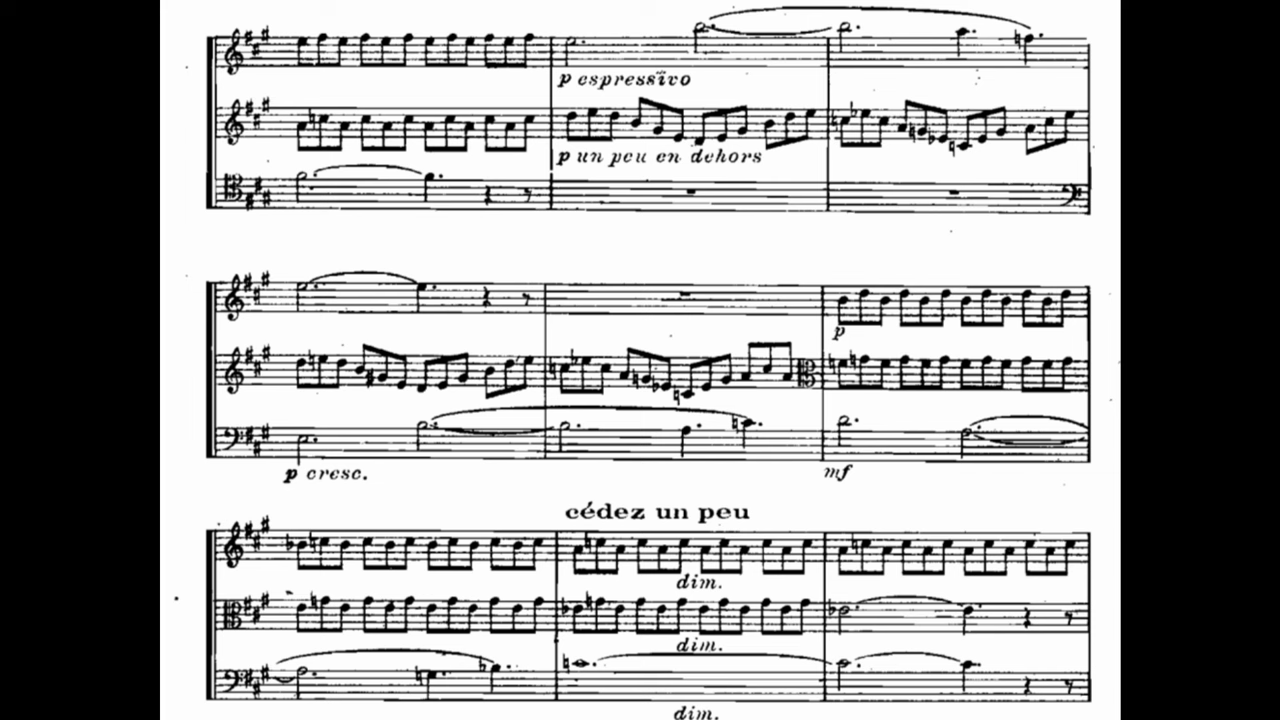 p espressivo
p un peu en dehors
p
p cresc.
mf
cédez un peu
dim.
dim.
dim.